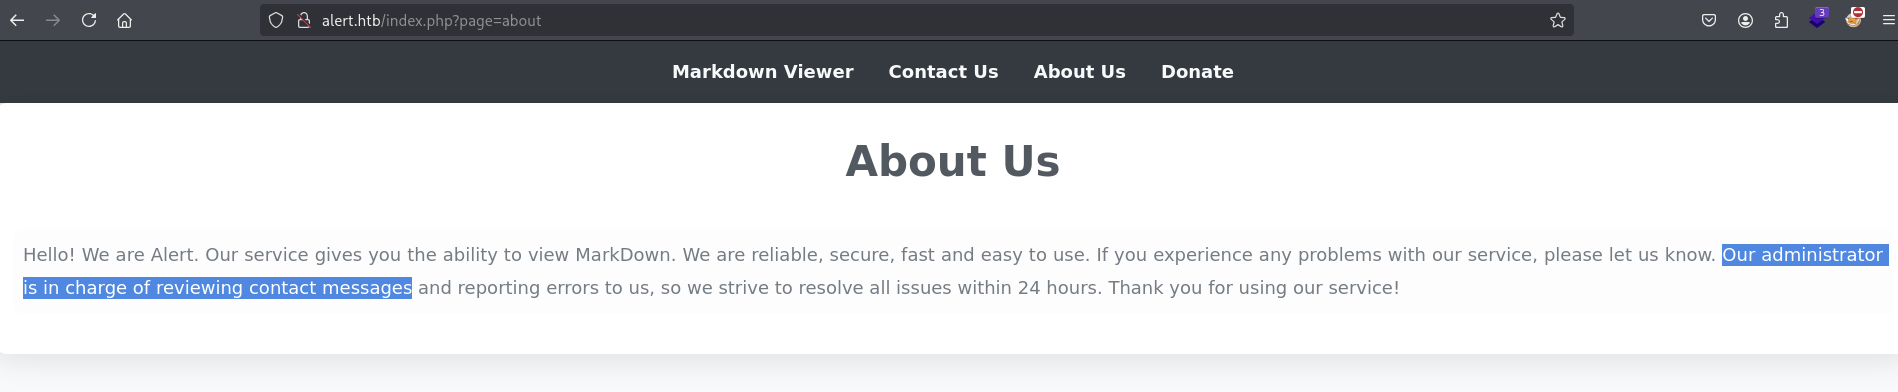 alert.htb/index.php?page=about
3
Markdown Viewer Contact Us About Us Donate
About Us
Hello! We are Alert. Our service gives you the ability to view MarkDown. We are reliable, secure, fast and easy to use. If you experience any problems with our service, please let us know. Our administrator
is in charge of reviewing contact messages and reporting errors to us, so we strive to resolve all issues within 24 hours. Thank you for using our service!